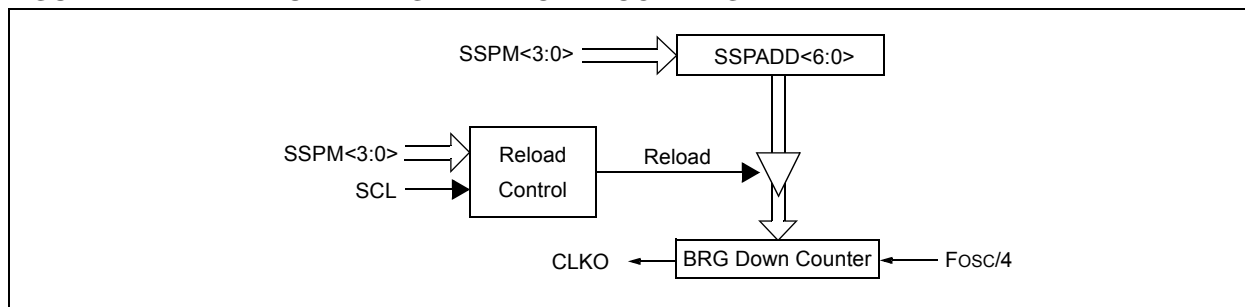 SSPM<3:0>
SSPADD<6:0>
SSPM<3:0>
SCL
Reload
Control
Reload
CLKO
BRG Down Counter
FOSC/4